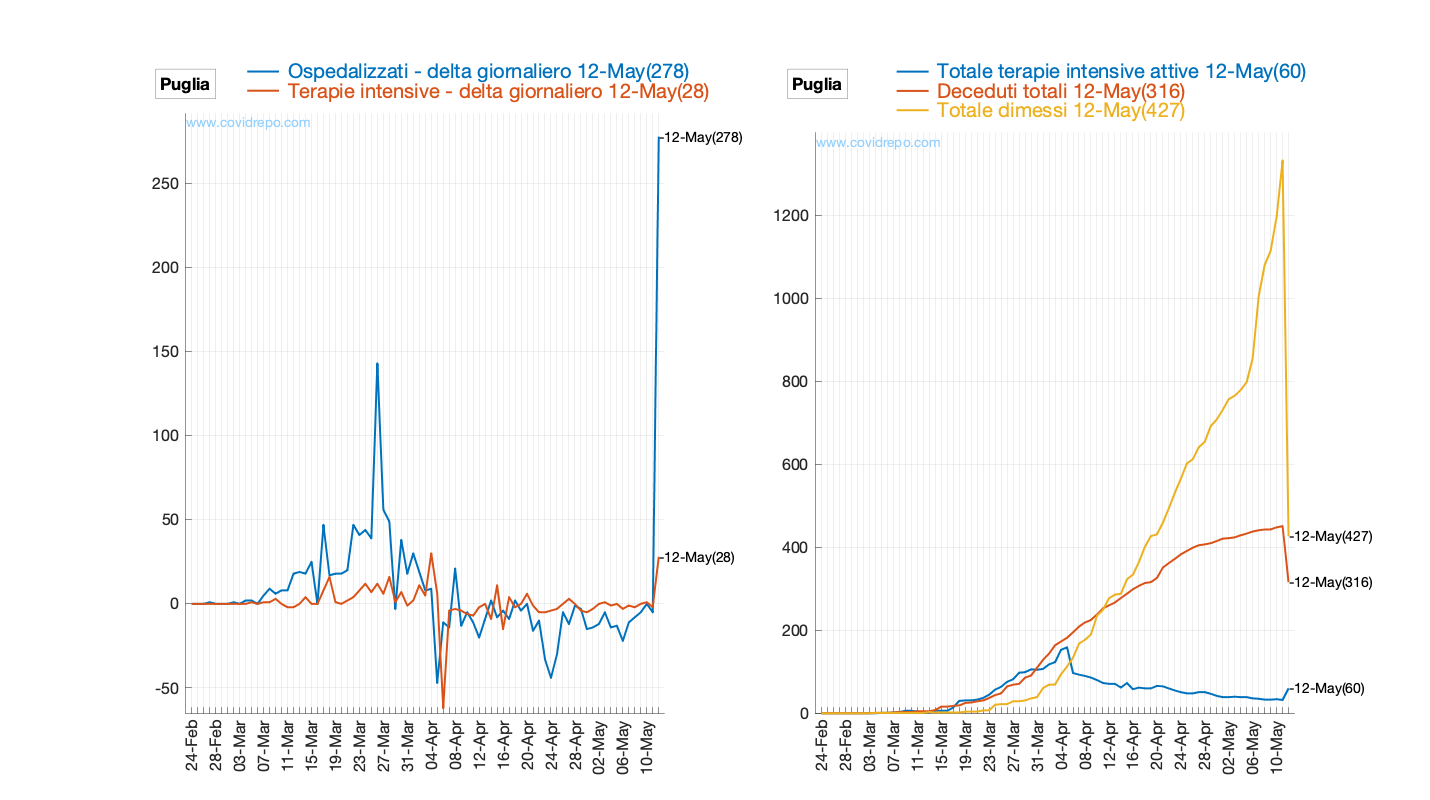 Puglia
Ospedalizzati - delta giornaliero 12-May(278)
Terapie intensive - delta giornaliero 12-May(28)
www.covidrepo.com
12-May(278)
250
200
150
100
50
12-May(28)
0
-50
24-Feb
28-Feb
03-Mar
07-Mar
11-Mar
15-Mar
19-Mar
23-Mar
27-Mar
31-Mar
04-Apr
08-Apr
12-Apr
16-Apr
20-Apr
24-Apr
28-Apr
02-May
06-May
10-May
Puglia
Totale terapie intensive attive 12-May(60)
Deceduti totali 12-May(316)
Totale dimessi 12-May(427)
www.covidrepo.com
1200
1000
800
600
400
12-May(427)
12-May(316)
200
12-May(60)
0
24-Feb
28-Feb
03-Mar
07-Mar
11-Mar
15-Mar
19-Mar
23-Mar
27-Mar
31-Mar
04-Apr
08-Apr
12-Apr
16-Apr
20-Apr
24-Apr
28-Apr
02-May
06-May
10-May